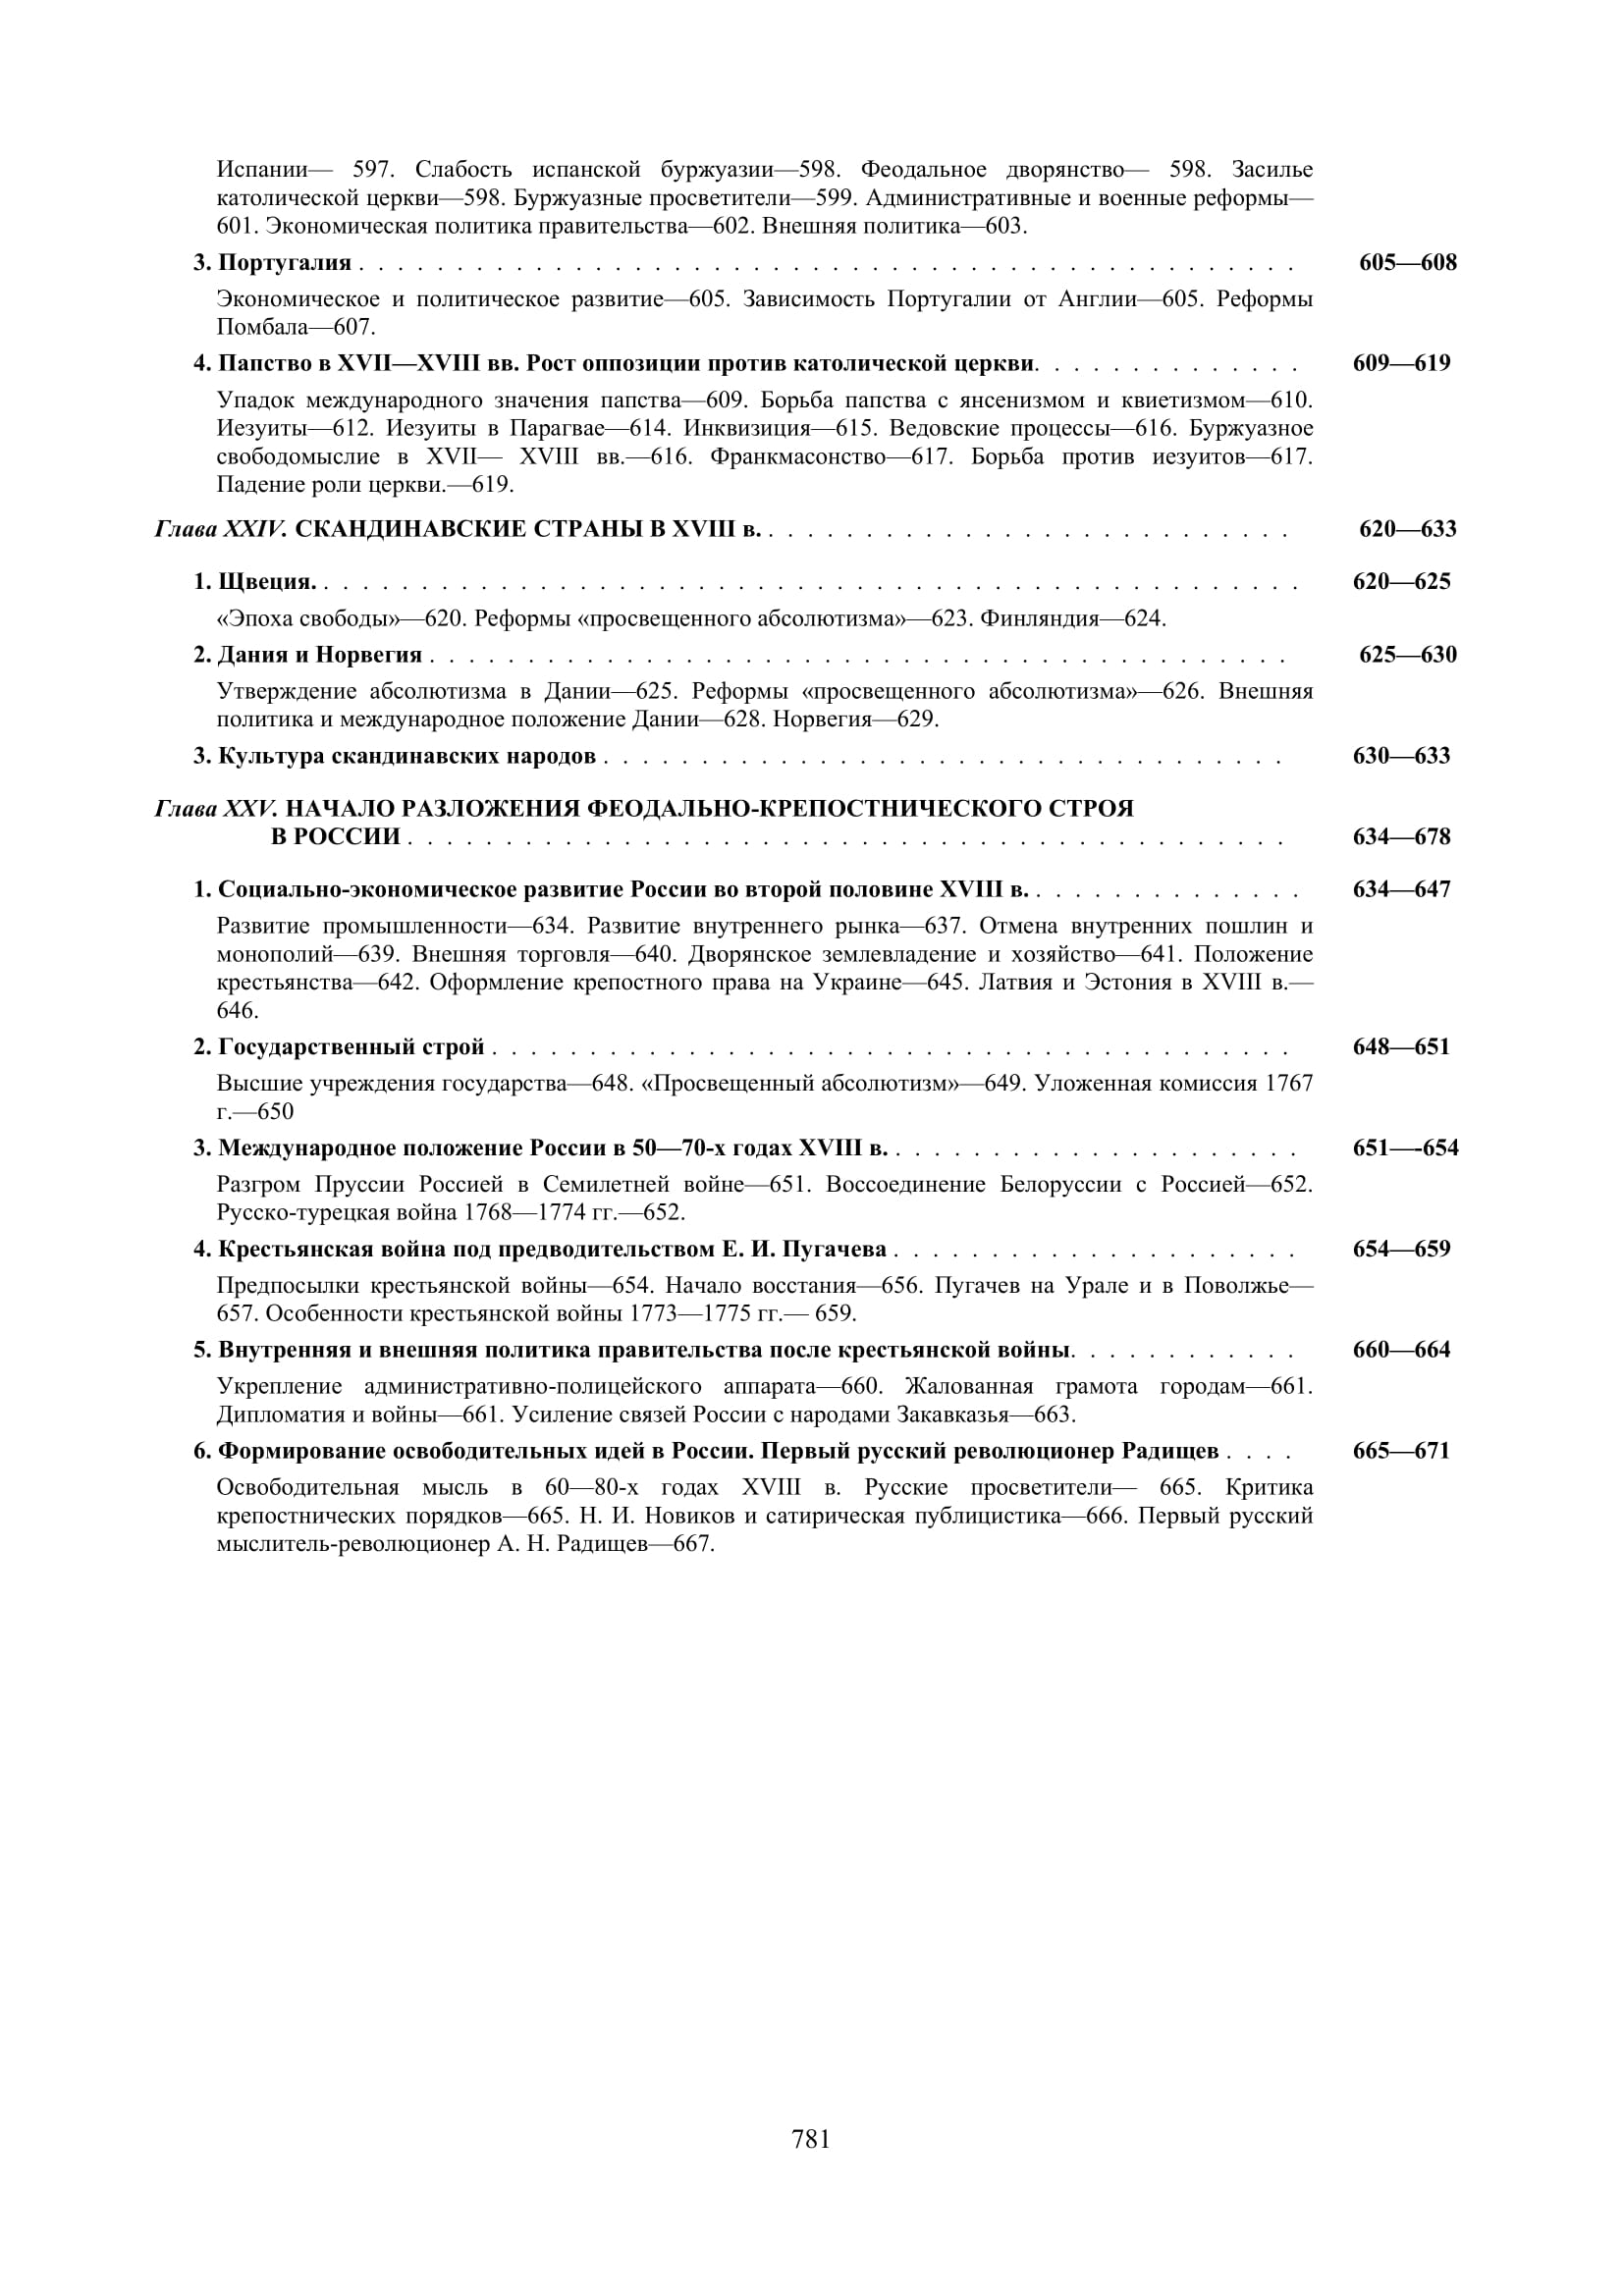 Испании— 597. Слабость испанской буржуазии—598. Феодальное дворянство— 598. Засилье
католической церкви—598. Буржуазные просветители—599. Административные и военные реформы—
601. Экономическая политика правительства—602. Внешняя политика—603.
3. Португалия . . . . . . . . . . . . . . . . . . . . . . . . . . . . . . . . . . . . . . . . . . . . . . . . 605—608
Экономическое и политическое развитие—605. Зависимость Португалии от Англии—605. Реформы
Помбала—607.
4. Папство в XVII—XVIII вв. Рост оппозиции против католической церкви. . . . . . . . . . . . . . 609—619
Упадок международного значения папства—609. Борьба папства с янсенизмом и квиетизмом—610.
Иезуиты—612. Иезуиты в Парагвае—614. Инквизиция—615. Ведовские процессы—616. Буржуазное
свободомыслие в XVII— XVIII вв.—616. Франкмасонство—617. Борьба против иезуитов—617.
Падение роли церкви.—619.
Глава XXIV. СКАНДИНАВСКИЕ СТРАНЫ В XVIII в. . . . . . . . . . . . . . . . . . . . . . . . . . . . 620—633
1. Щвеция. . . . . . . . . . . . . . . . . . . . . . . . . . . . . . . . . . . . . . . . . . . . . . . . . . . 620—625
«Эпоха свободы»—620. Реформы «просвещенного абсолютизма»—623. Финляндия—624.
2. Дания и Норвегия . . . . . . . . . . . . . . . . . . . . . . . . . . . . . . . . . . . . . . . . . . . . 625—630
Утверждение абсолютизма в Дании—625. Реформы «просвещенного абсолютизма»—626. Внешняя
политика и международное положение Дании—628. Норвегия—629.
3. Культура скандинавских народов . . . . . . . . . . . . . . . . . . . . . . . . . . . . . . . . . . . 630—633
Глава XXV. НАЧАЛО РАЗЛОЖЕНИЯ ФЕОДАЛЬНО-КРЕПОСТНИЧЕСКОГО СТРОЯ
В РОССИИ . . . . . . . . . . . . . . . . . . . . . . . . . . . . . . . . . . . . . . . . . . . . . 634—678
1. Социально-экономическое развитие России во второй половине XVIII в. . . . . . . . . . . . . . . 634—647
Развитие промышленности—634. Развитие внутреннего рынка—637. Отмена внутренних пошлин и
монополий—639. Внешняя торговля—640. Дворянское землевладение и хозяйство—641. Положение
крестьянства—642. Оформление крепостного права на Украине—645. Латвия и Эстония в XVIII в.—
646.
2. Государственный строй . . . . . . . . . . . . . . . . . . . . . . . . . . . . . . . . . . . . . . . . . 648—651
Высшие учреждения государства—648. «Просвещенный абсолютизм»—649. Уложенная комиссия 1767
г.—650
3. Международное положение России в 50—70-х годах XVIII в. . . . . . . . . . . . . . . . . . . . . . 651—-654
Разгром Пруссии Россией в Семилетней войне—651. Воссоединение Белоруссии с Россией—652.
Русско-турецкая война 1768—1774 гг.—652.
4. Крестьянская война под предводительством Е. И. Пугачева . . . . . . . . . . . . . . . . . . . . . 654—659
Предпосылки крестьянской войны—654. Начало восстания—656. Пугачев на Урале и в Поволжье—
657. Особенности крестьянской войны 1773—1775 гг.— 659.
5. Внутренняя и внешняя политика правительства после крестьянской войны. . . . . . . . . . . . 660—664
Укрепление административно-полицейского аппарата—660. Жалованная грамота городам—661.
Дипломатия и войны—661. Усиление связей России с народами Закавказья—663.
6. Формирование освободительных идей в России. Первый русский революционер Радищев . . . . 665—671
Освободительная мысль в 60—80-х годах XVIII в. Русские просветители— 665. Критика
крепостнических порядков—665. Н. И. Новиков и сатирическая публицистика—666. Первый русский
мыслитель-революционер А. Н. Радищев—667.
781